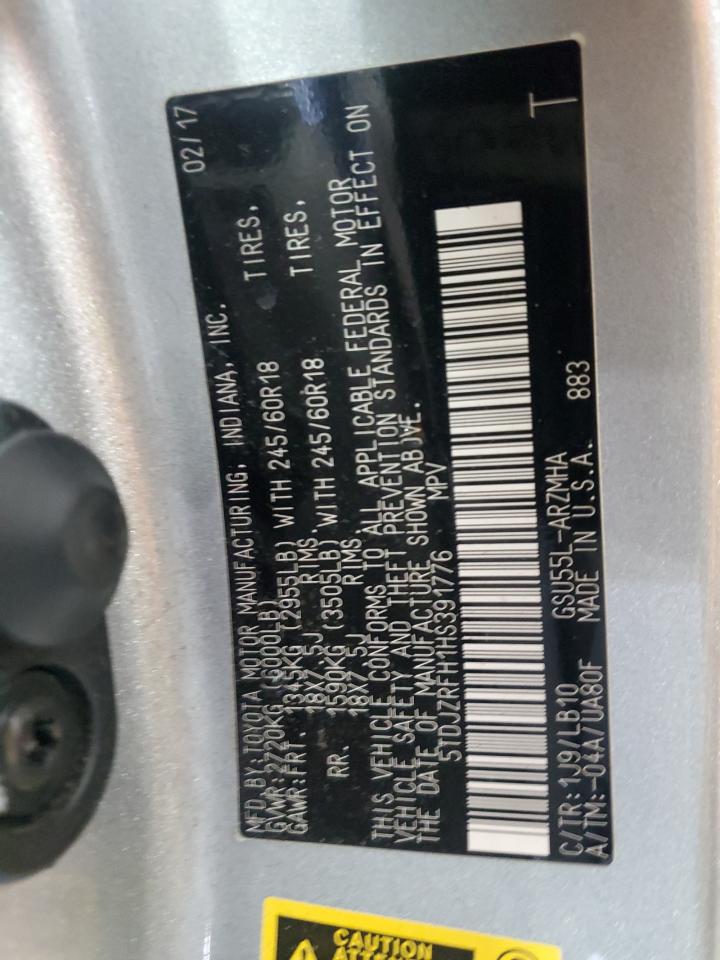 MFD BY:TOYOTA MOTOR MANUFACTURING, INDIANA, INC. 02/17
GVWR:2720KG (6000LB)
GAWR:FRT. 1345KG (2955LB) WITH 245/60R18 TIRES,
18X7.5J RIMS,
RR. 1590KG (3505LB) WITH 245/60R18 TIRES,
18X7.5J RIMS,
THIS VEHICLE CONFORMS TO ALL APPLICABLE FEDERAL MOTOR
VEHICLE SAFETY AND THEFT PREVENTION STANDARDS IN EFFECT ON
THE DATE OF MANUFACTURE SHOWN ABOVE.
5TDJZRFH1HS391776 MPV
C/TR:1J9/LB10 GSU55L-ARZMHA
A/TM:-04A/UA80F MADE IN U.S.A. 883
T
CAUTION